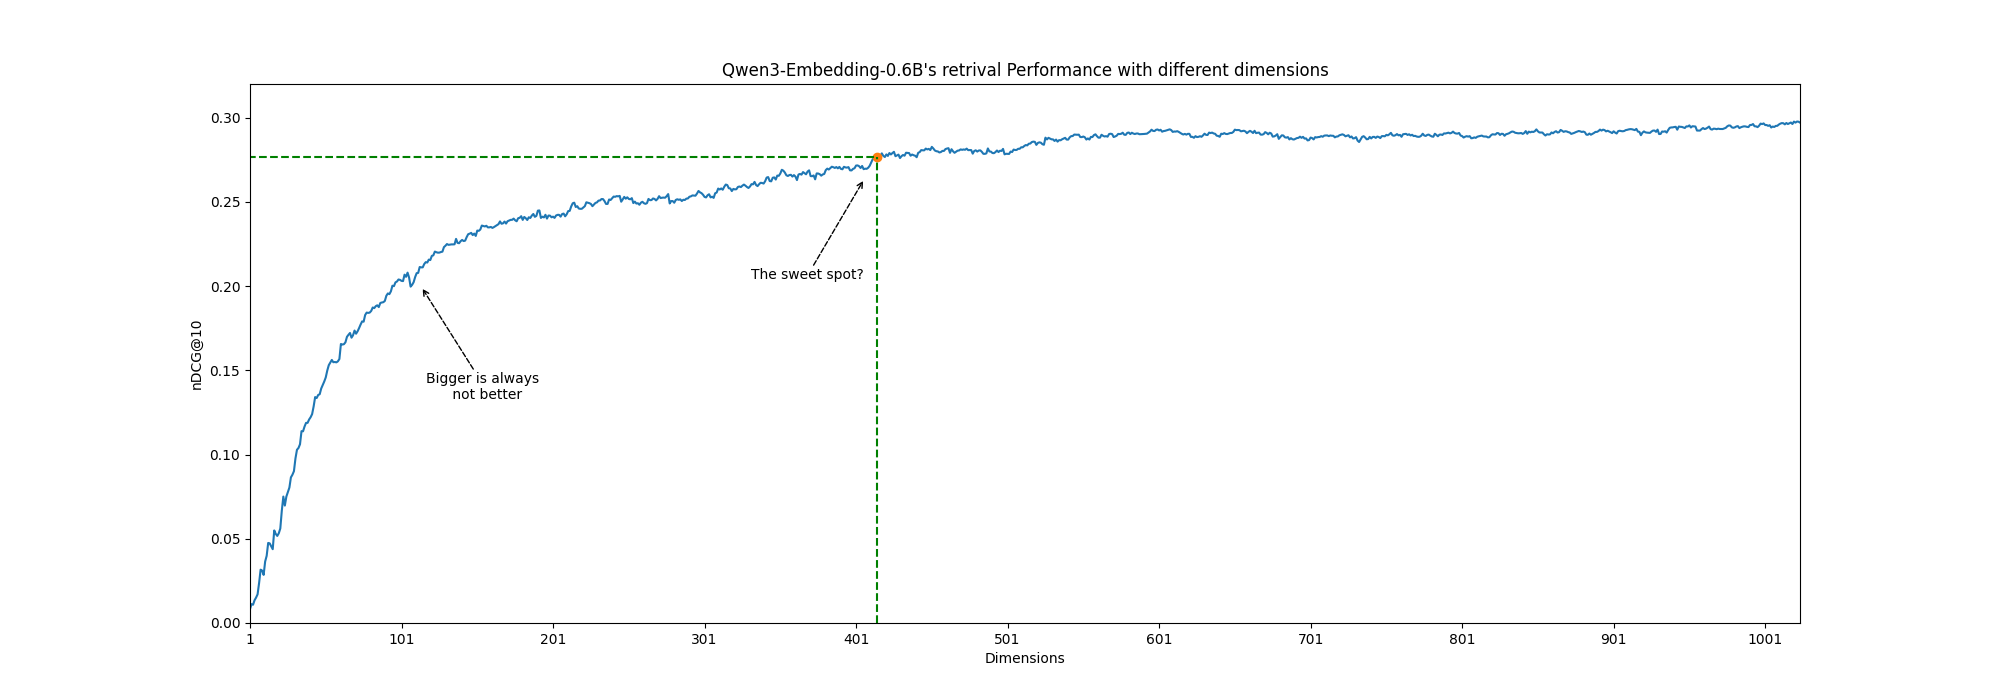 Qwen3-Embedding-0.6B's retrival Performance with different dimensions
0.30
0.25
0.20
0.15
0.10
0.05
0.00
nDCG@10
The sweet spot?
Bigger is always
not better
1 101 201 301 401 501 601 701 801 901 1001
Dimensions